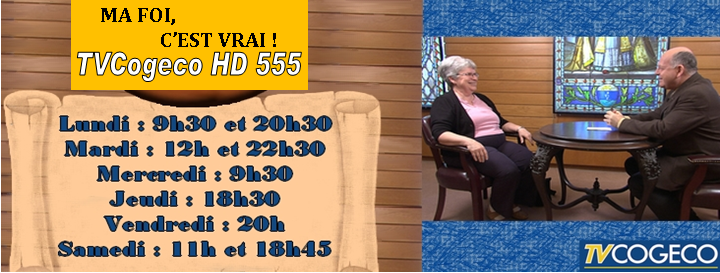 MA FOI,
C'EST VRAI !
TVCogeco HD 555
Lundi : 9h30 et 20h30
Mardi : 12h et 22h30
Mercredi : 9h30
Jeudi : 18h30
Vendredi : 20h
Samedi : 11h et 18h45
TVCOGECO